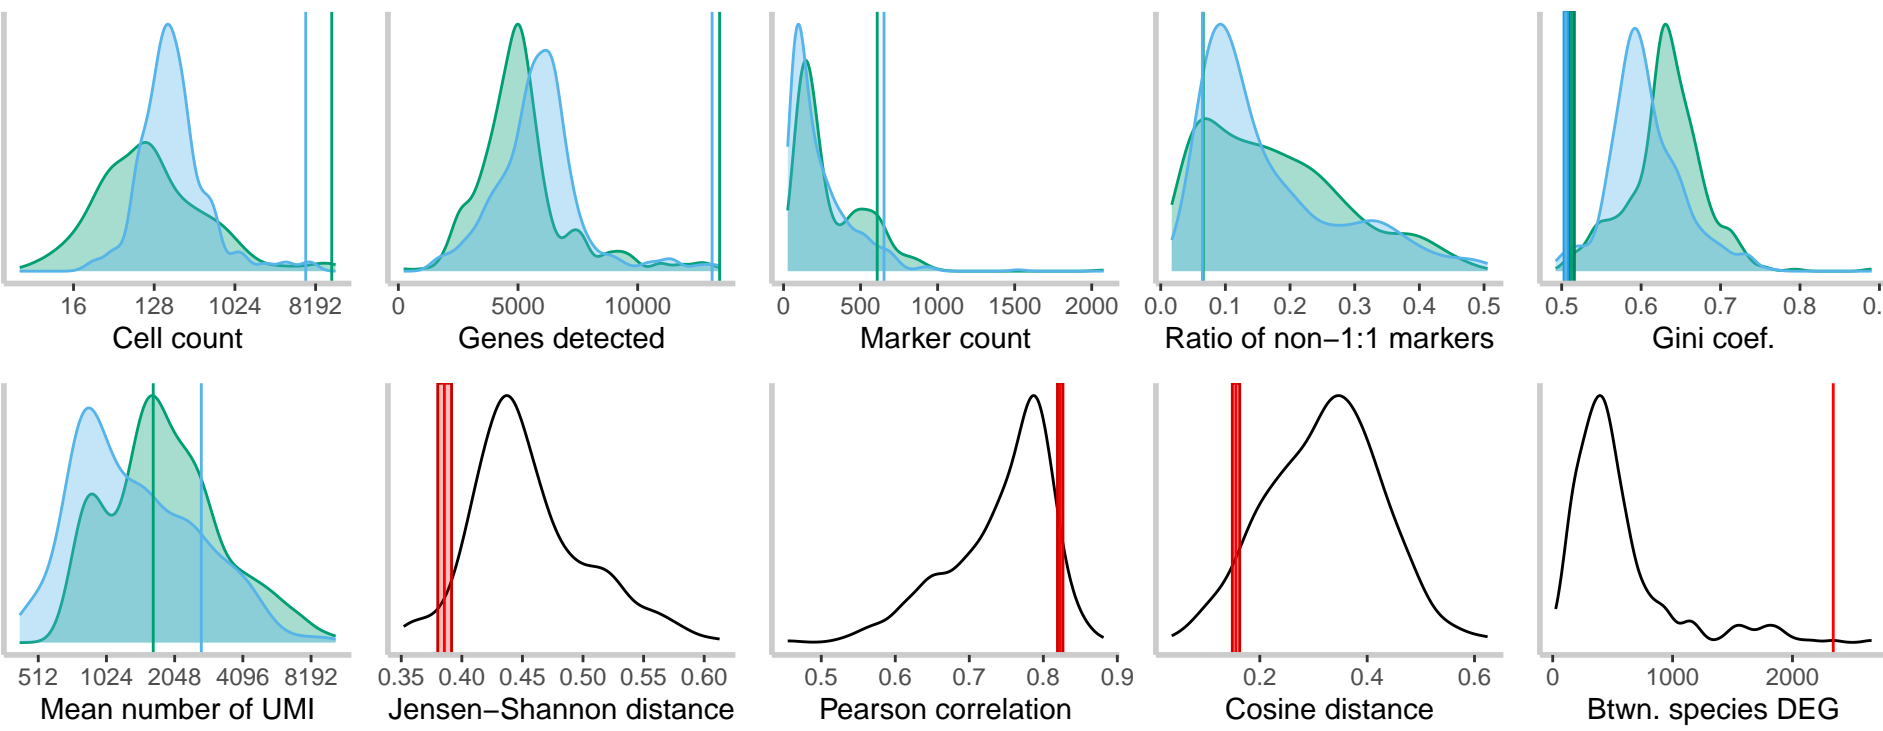 16 128 1024 8192
Cell count
0 5000 10000
Genes detected
0 500 1000 1500 2000
Marker count
0.0 0.1 0.2 0.3 0.4 0.5
Ratio of non−1:1 markers
0.5 0.6 0.7 0.8 0.
Gini coef.
512 1024 2048 4096 8192
Mean number of UMI
0.35 0.40 0.45 0.50 0.55 0.60
Jensen−Shannon distance
0.5 0.6 0.7 0.8 0.9
Pearson correlation
0.2 0.4 0.6
Cosine distance
0 1000 2000
Btwn. species DEG